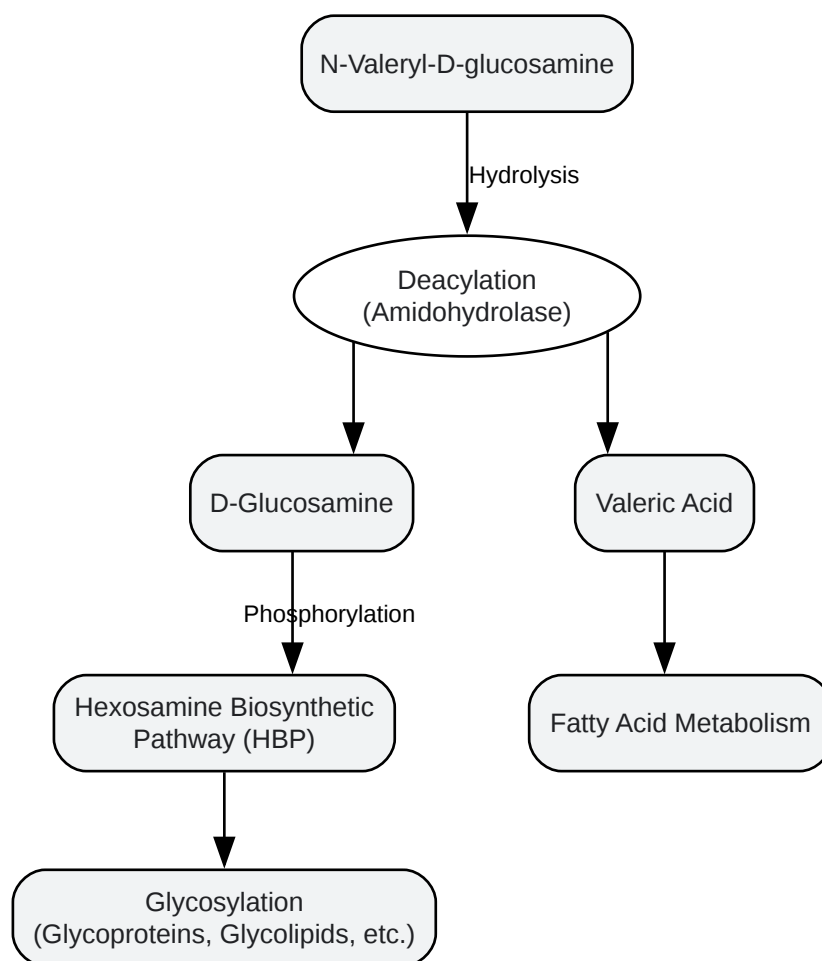 N-Valeryl-D-glucosamine
Hydrolysis
Deacylation
(Amidohydrolase)
D-Glucosamine
Valeric Acid
Phosphorylation
Hexosamine Biosynthetic
Pathway (HBP)
Fatty Acid Metabolism
Glycosylation
(Glycoproteins, Glycolipids, etc.)